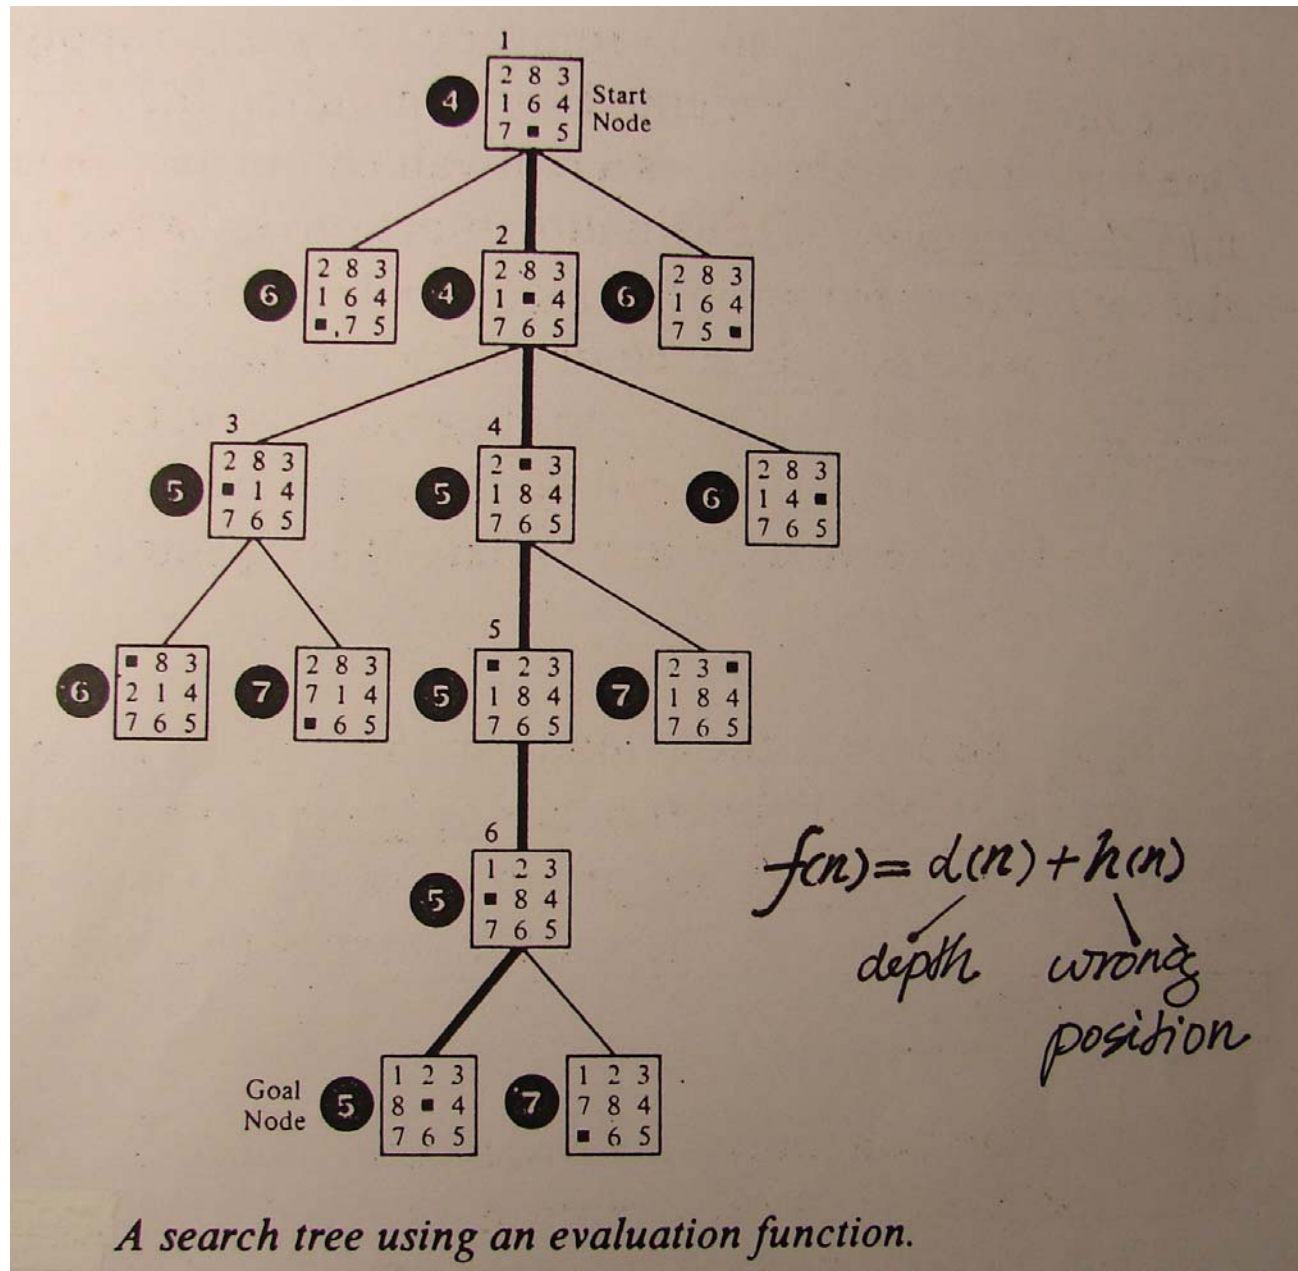 1
2 8 3
4 1 6 4 Start
7 ■ 5 Node
2
2 8 3 2 8 3 2 8 3
6 1 6 4 4 1 ■ 4 6 1 6 4
■ 7 5 7 6 5 7 5 ■
3 4
2 8 3 2 ■ 3 2 8 3
5 ■ 1 4 5 1 8 4 6 1 4 ■
7 6 5 7 6 5 7 6 5
5
■ 8 3 2 8 3 ■ 2 3 2 3 ■
6 2 1 4 7 7 1 4 5 1 8 4 7 1 8 4
7 6 5 ■ 6 5 7 6 5 7 6 5
6
1 2 3
5 ■ 8 4
7 6 5
f(n)= d(n)+h(n)
depth wrong
position
1 2 3 1 2 3
Goal 5 8 ■ 4 7 7 8 4
Node 7 6 5 ■ 6 5
A search tree using an evaluation function.